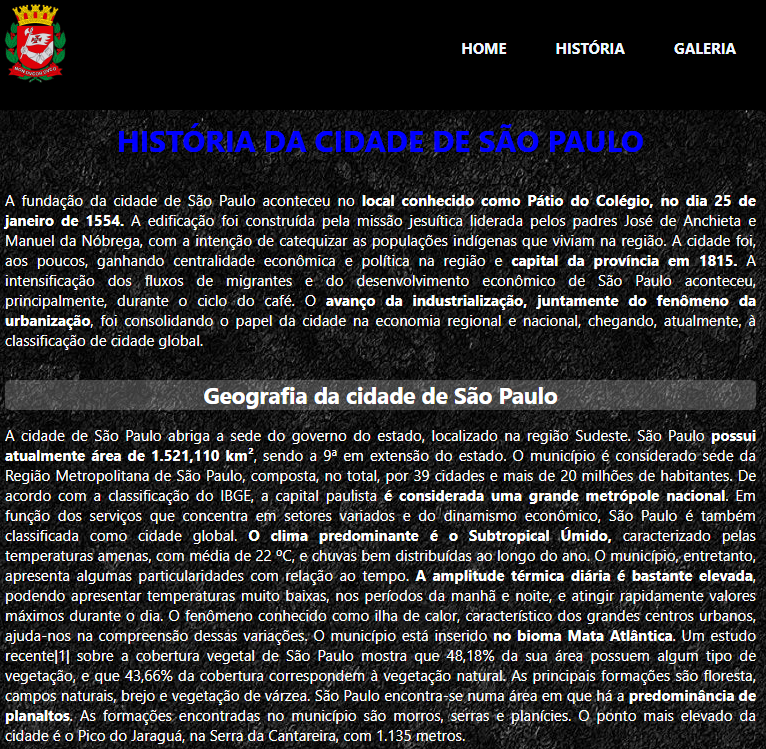 HOME HISTÓRIA GALERIA
HISTÓRIA DA CIDADE DE SÃO PAULO
A fundação da cidade de São Paulo aconteceu no local conhecido como Pátio do Colégio, no dia 25 de
janeiro de 1554. A edificação foi construída pela missão jesuítica liderada pelos padres José de Anchieta e
Manuel da Nóbrega, com a intenção de catequizar as populações indígenas que viviam na região. A cidade foi,
aos poucos, ganhando centralidade econômica e política na região e capital da província em 1815. A
intensificação dos fluxos de migrantes e do desenvolvimento econômico de São Paulo aconteceu,
principalmente, durante o ciclo do café. O avanço da industrialização, juntamente do fenômeno da
urbanização, foi consolidando o papel da cidade na economia regional e nacional, chegando, atualmente, à
classificação de cidade global.
Geografia da cidade de São Paulo
A cidade de São Paulo abriga a sede do governo do estado, localizado na região Sudeste. São Paulo possui
atualmente área de 1.521,110 km², sendo a 9ª em extensão do estado. O município é considerado sede da
Região Metropolitana de São Paulo, composta, no total, por 39 cidades e mais de 20 milhões de habitantes. De
acordo com a classificação do IBGE, a capital paulista é considerada uma grande metrópole nacional. Em
função dos serviços que concentra em setores variados e do dinamismo econômico, São Paulo é também
classificada como cidade global. O clima predominante é o Subtropical Úmido, caracterizado pelas
temperaturas amenas, com média de 22 ºC, e chuvas bem distribuídas ao longo do ano. O município, entretanto,
apresenta algumas particularidades com relação ao tempo. A amplitude térmica diária é bastante elevada,
podendo apresentar temperaturas muito baixas, nos períodos da manhã e noite, e atingir rapidamente valores
máximos durante o dia. O fenômeno conhecido como ilha de calor, característico dos grandes centros urbanos,
ajuda-nos na compreensão dessas variações. O município está inserido no bioma Mata Atlântica. Um estudo
recente|1| sobre a cobertura vegetal de São Paulo mostra que 48,18% da sua área possuem algum tipo de
vegetação, e que 43,66% da cobertura correspondem à vegetação natural. As principais formações são floresta,
campos naturais, brejo e vegetação de várzea. São Paulo encontra-se numa área em que há a predominância de
planaltos. As formações encontradas no município são morros, serras e planícies. O ponto mais elevado da
cidade é o Pico do Jaraguá, na Serra da Cantareira, com 1.135 metros.